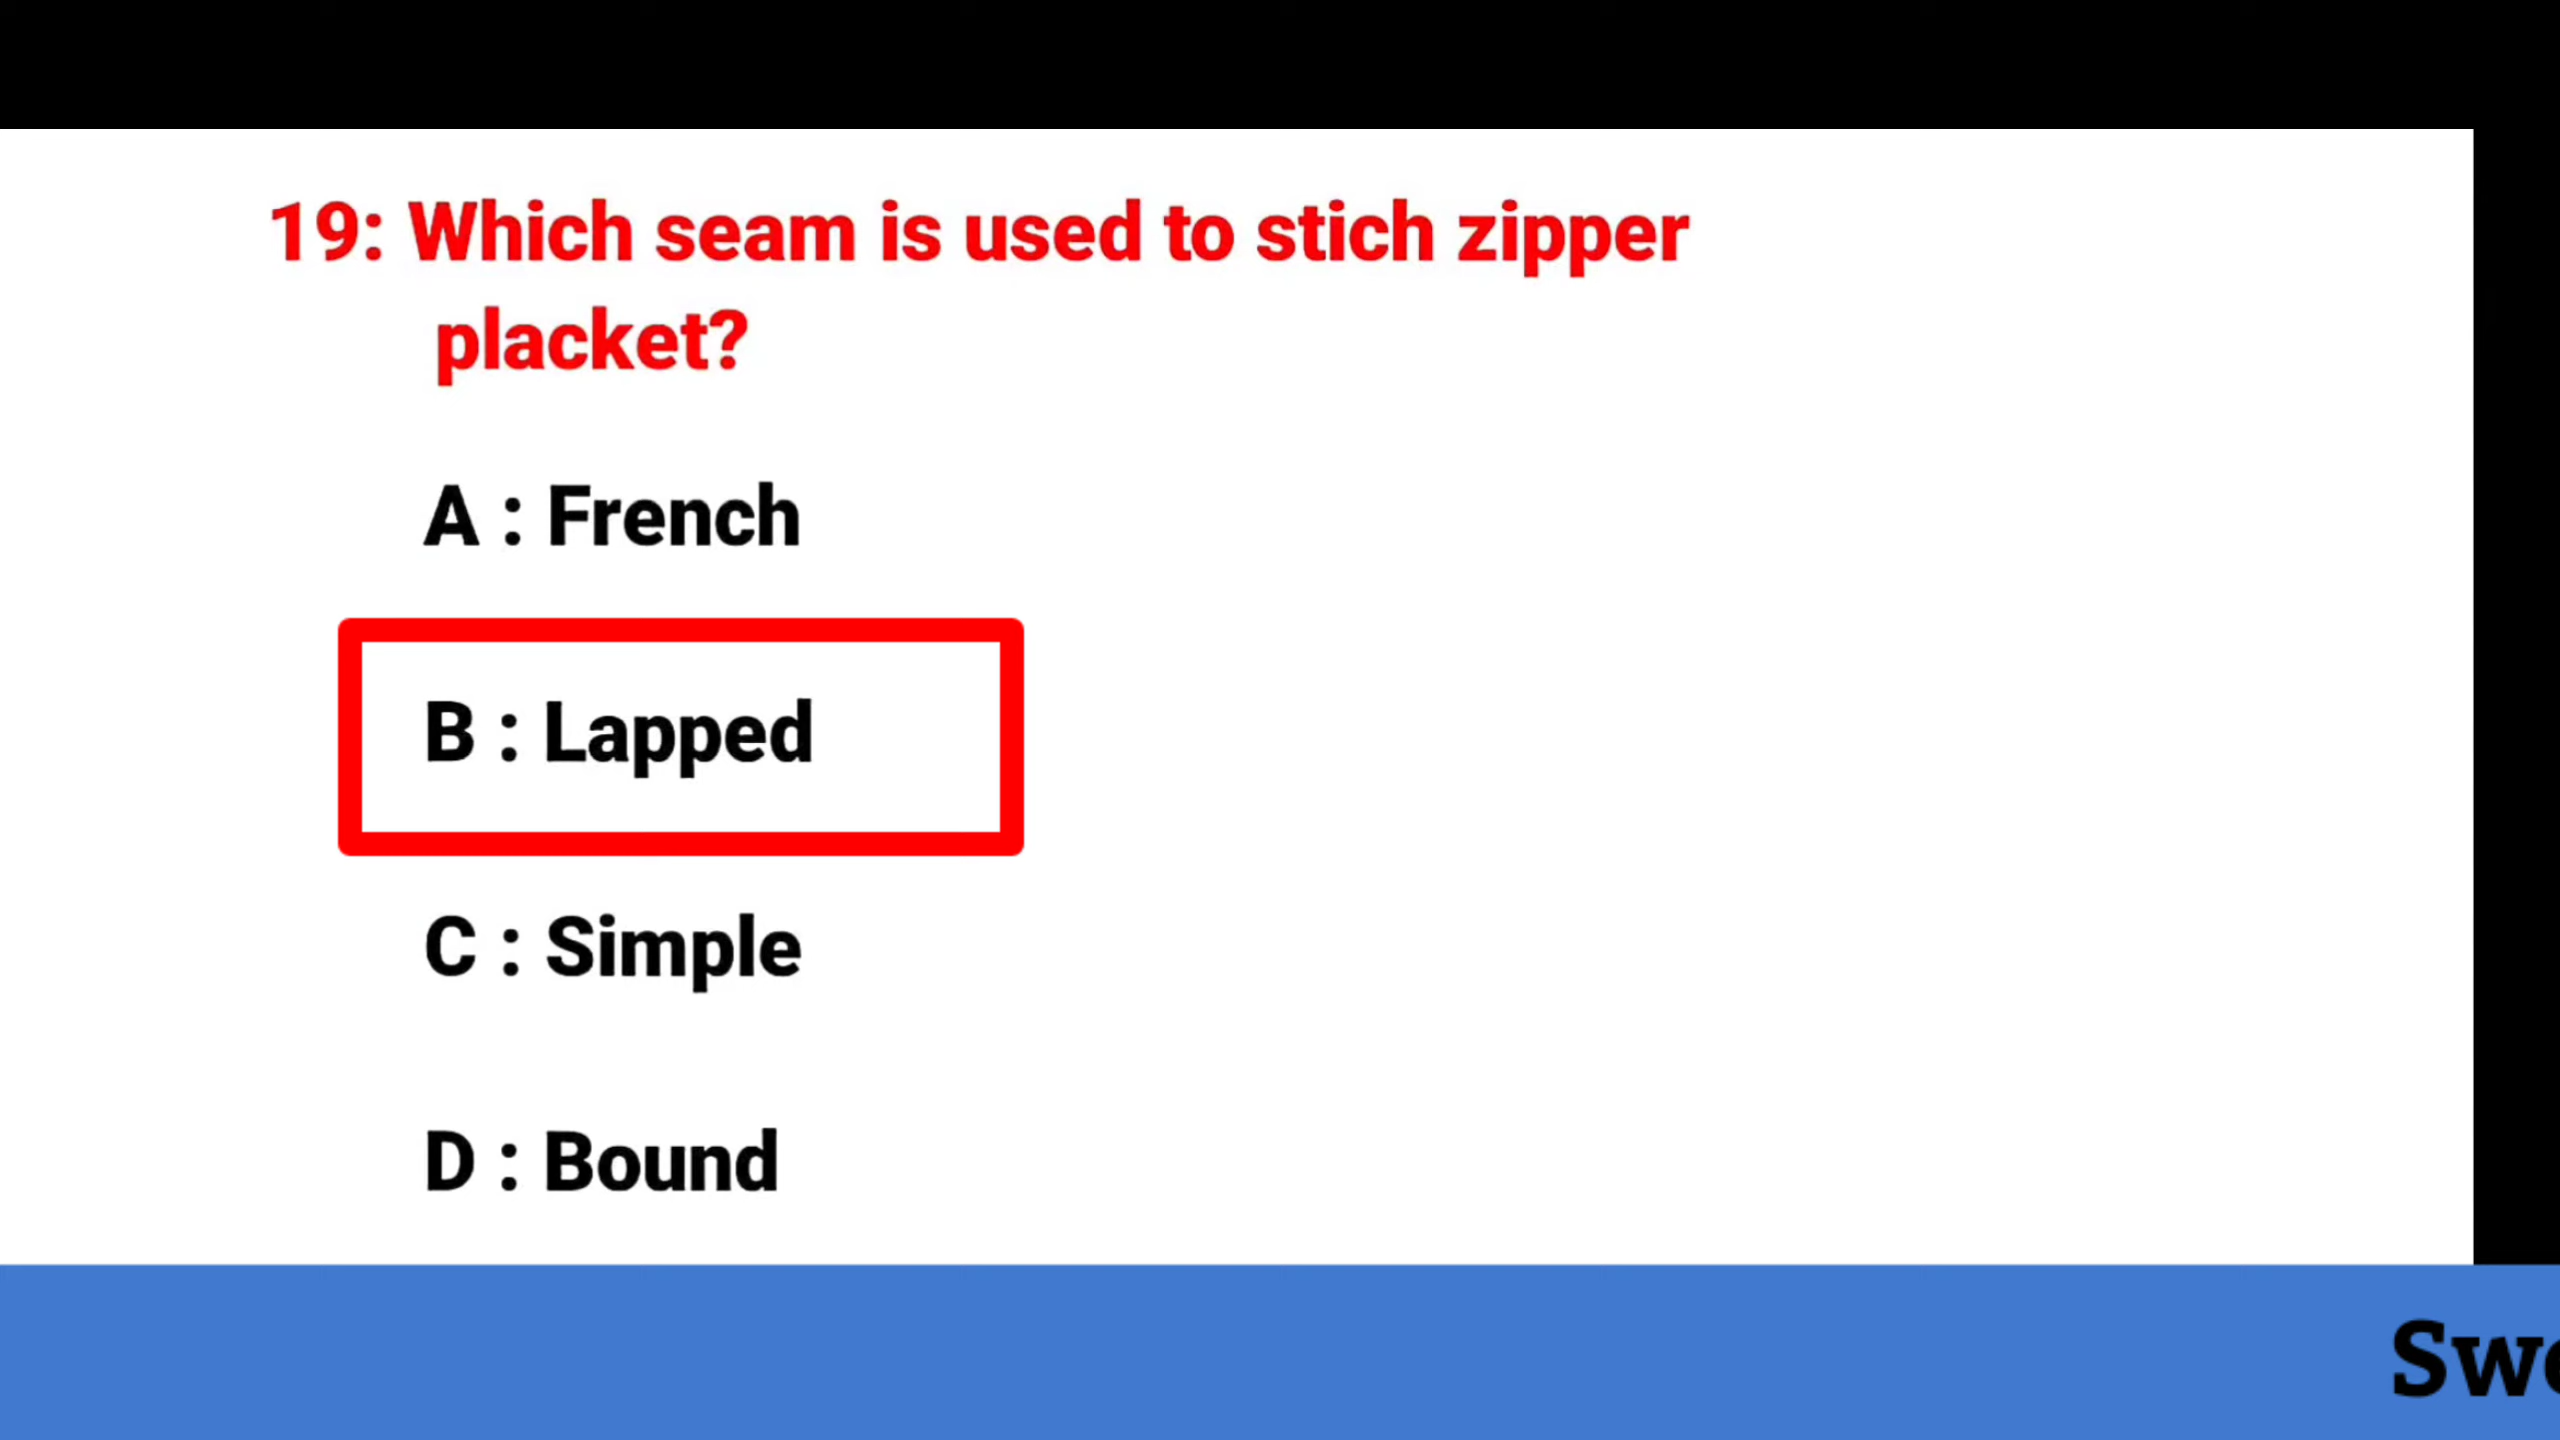 19: Which seam is used to stich zipper
placket?
A : French
B : Lapped
C : Simple
D : Bound